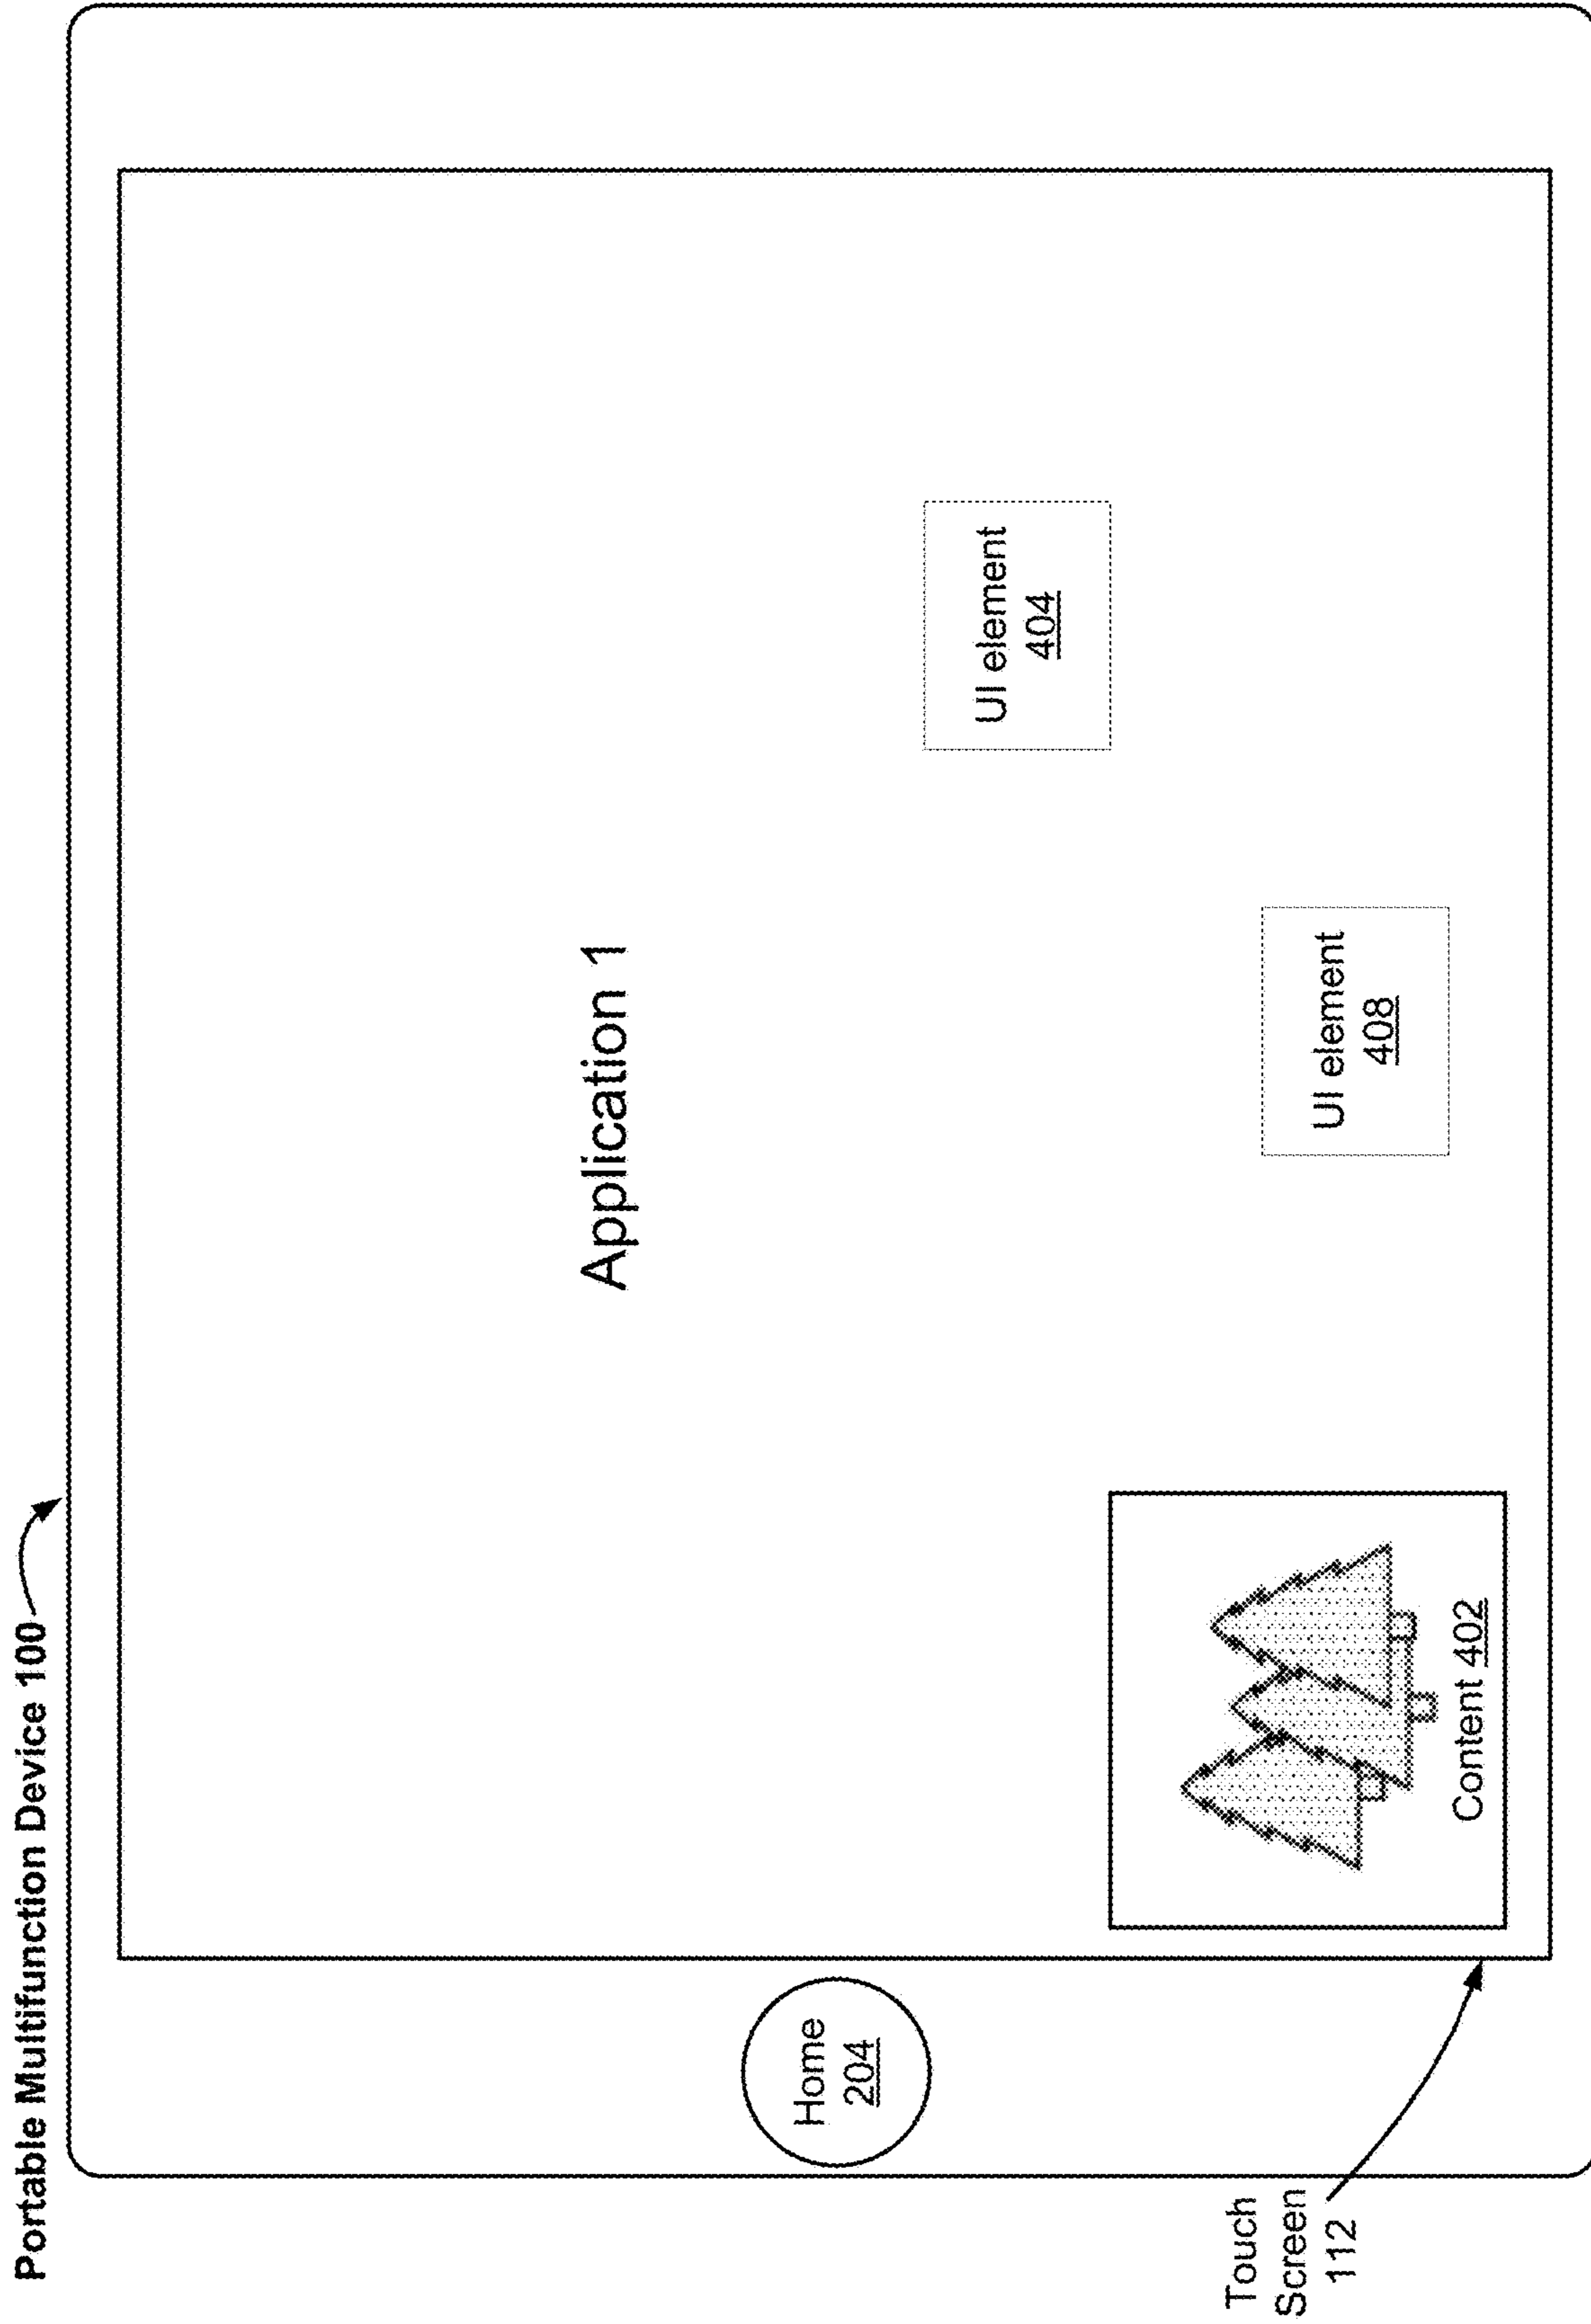 Portable Multifunction Device 100
Application 1
UI element
404
UI element
408
Content 402
Home
204
Touch
Screen
112